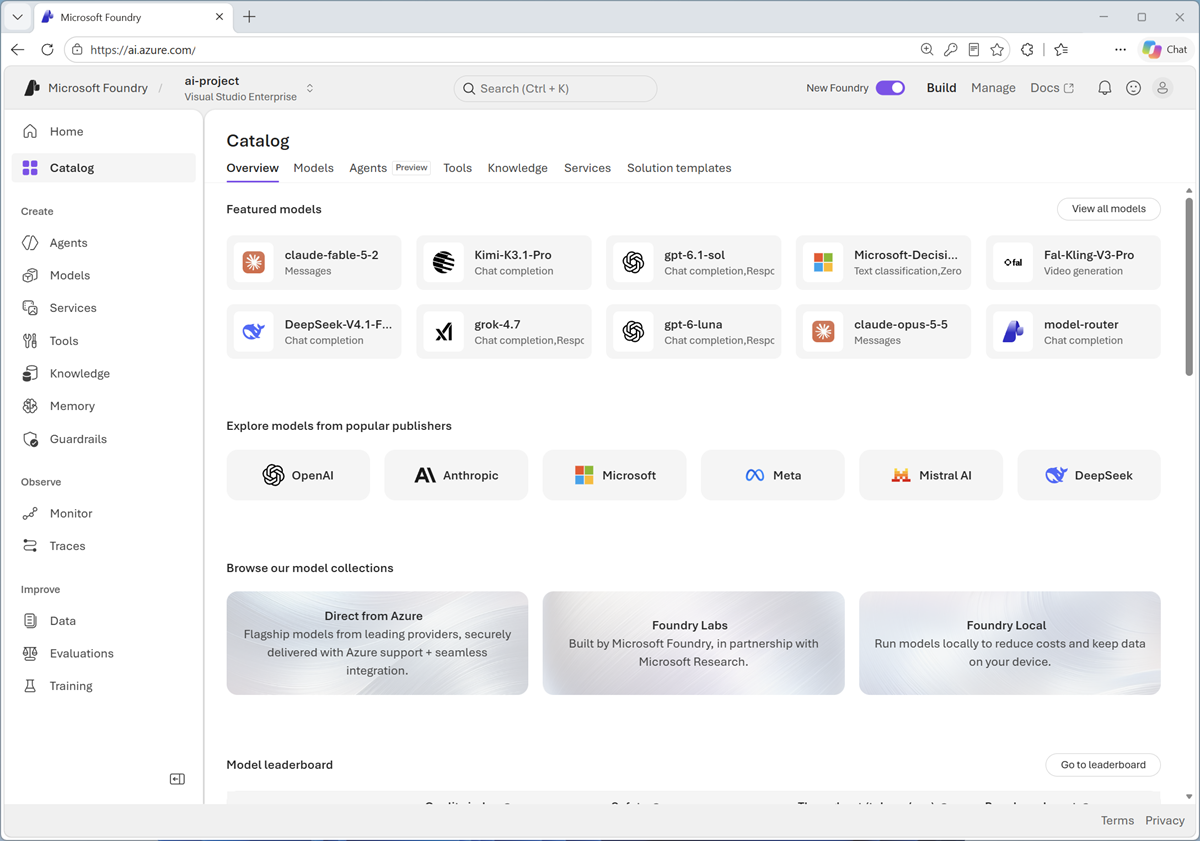 Microsoft Foundry
https://ai.azure.com/
Chat
Microsoft Foundry / ai-project
Visual Studio Enterprise
Search (Ctrl + K)
New Foundry
Build
Manage
Docs
Home
Catalog
Create
Agents
Models
Services
Tools
Knowledge
Memory
Guardrails
Observe
Monitor
Traces
Improve
Data
Evaluations
Training
Catalog
Overview
Models
Agents
Preview
Tools
Knowledge
Services
Solution templates
Featured models
View all models
claude-fable-5-2
Messages
Kimi-K3.1-Pro
Chat completion
gpt-6.1-sol
Chat completion,Respc
Microsoft-Decisi...
Text classification,Zero
fal
Fal-Kling-V3-Pro
Video generation
DeepSeek-V4.1-F...
Chat completion
grok-4.7
Chat completion,Respc
gpt-6-luna
Chat completion,Respc
claude-opus-5-5
Messages
model-router
Chat completion
Explore models from popular publishers
OpenAI
Anthropic
Microsoft
Meta
Mistral AI
DeepSeek
Browse our model collections
Direct from Azure
Flagship models from leading providers, securely
delivered with Azure support + seamless
integration.
Foundry Labs
Built by Microsoft Foundry, in partnership with
Microsoft Research.
Foundry Local
Run models locally to reduce costs and keep data
on your device.
Model leaderboard
Go to leaderboard
Terms
Privacy